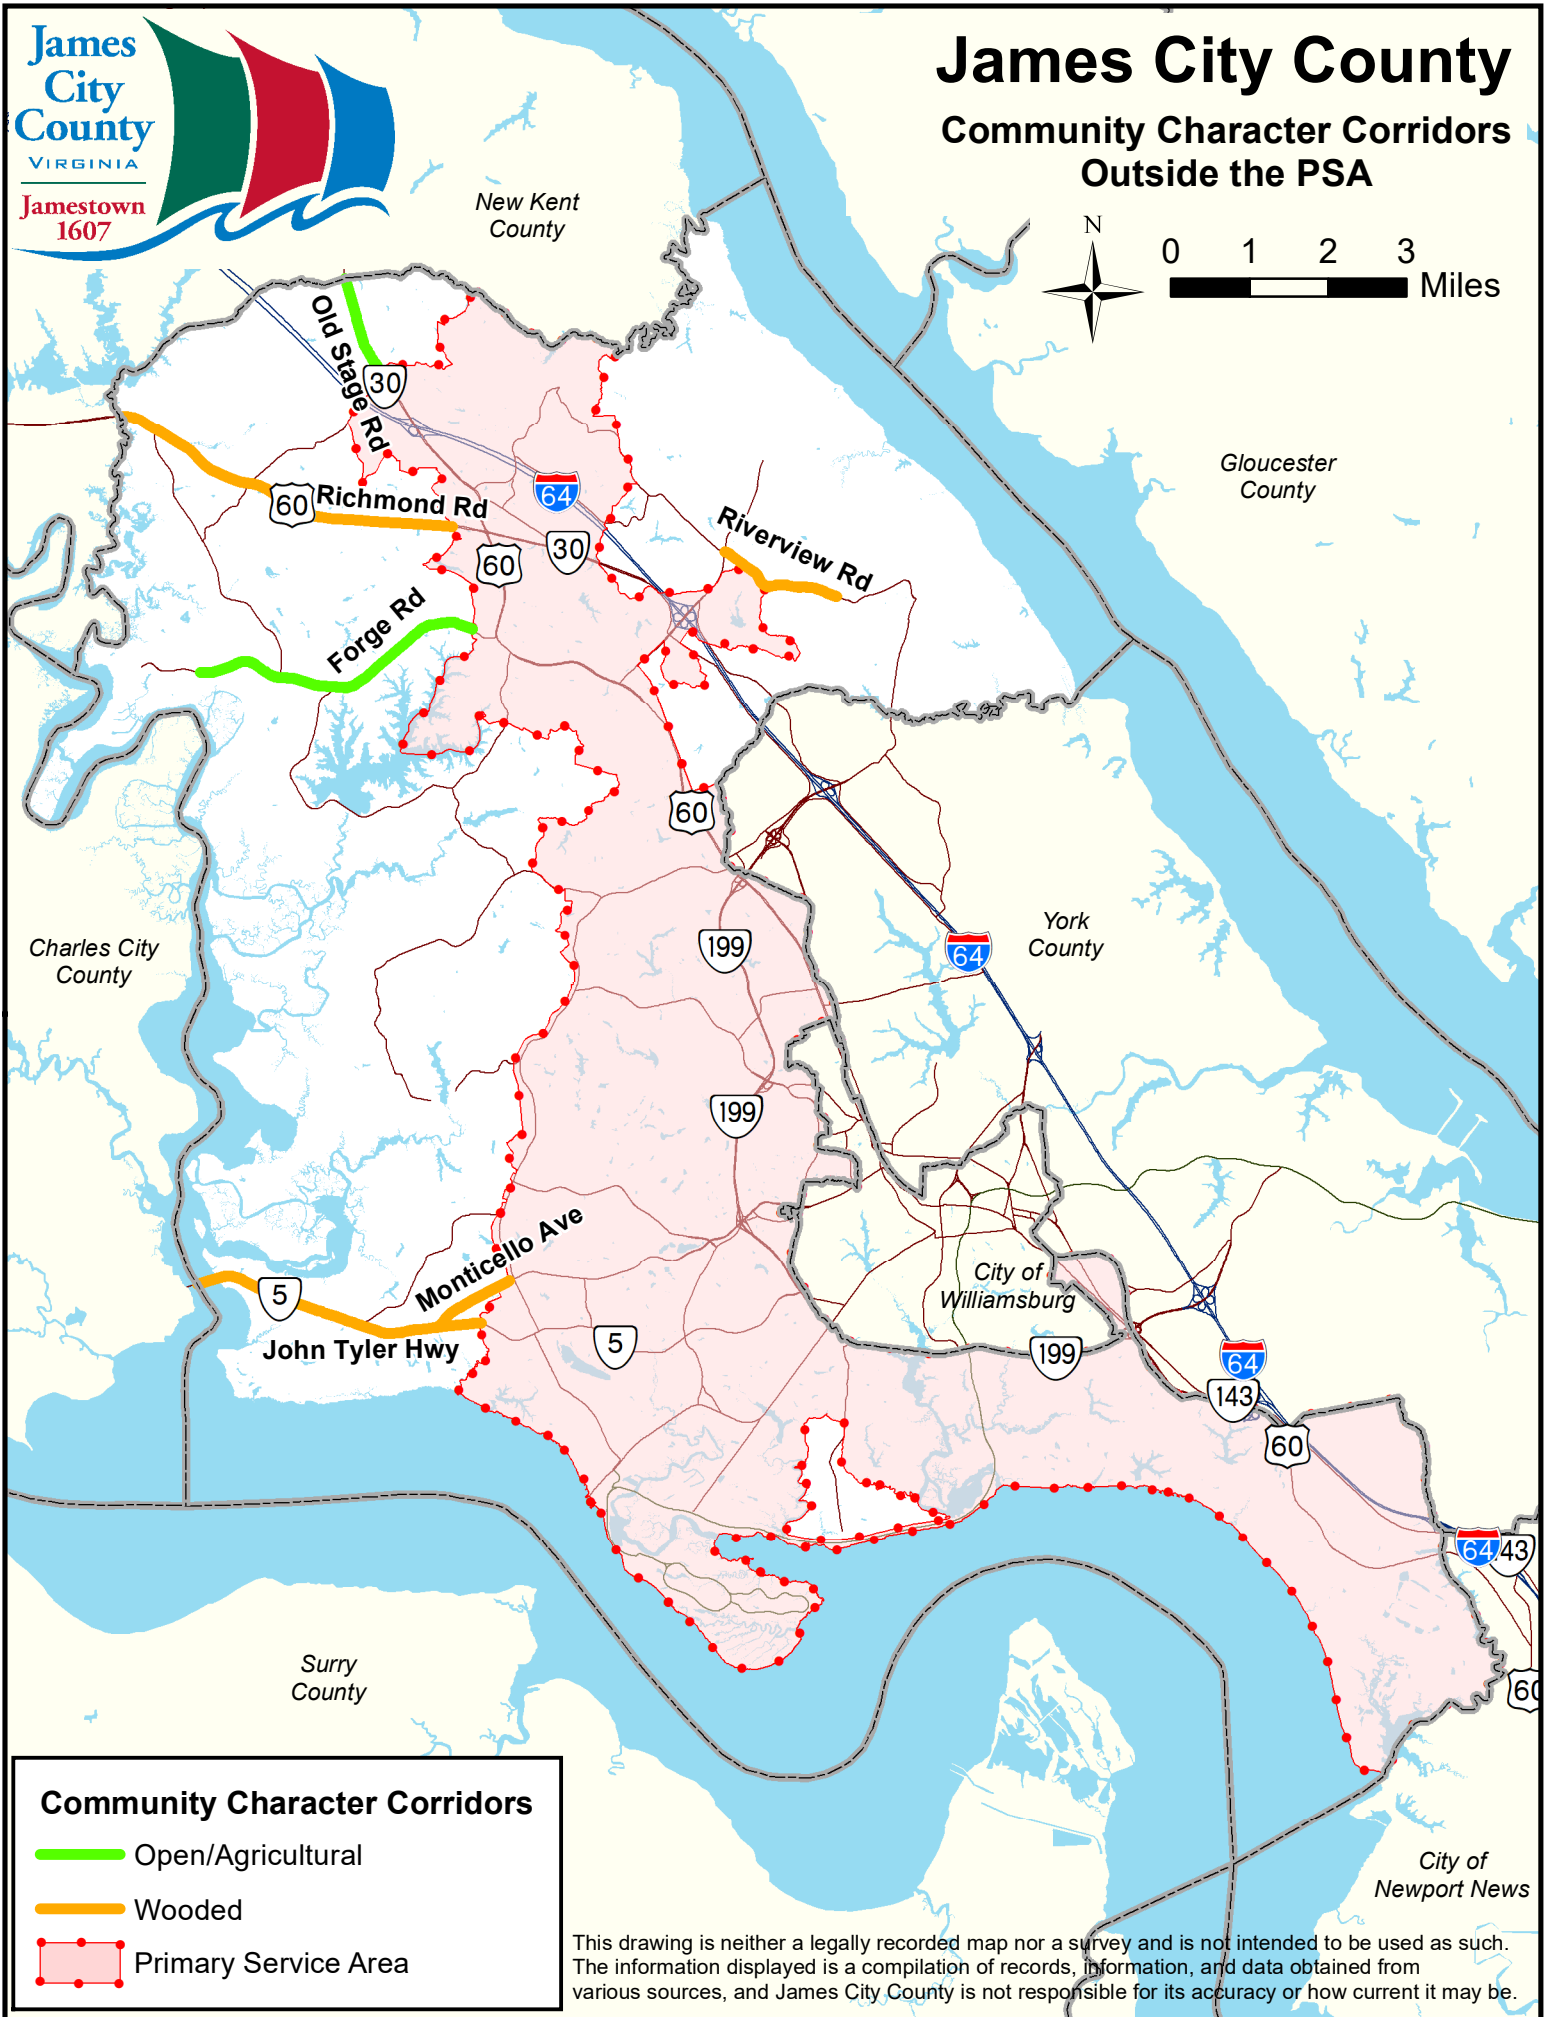 James
City
County
VIRGINIA
Jamestown
1607
James City County
Community Character Corridors
Outside the PSA
N
0 1 2 3
Miles
New Kent
County
Old Stage Rd
30
60
Richmond Rd
64
30
60
Riverview Rd
Forge Rd
Gloucester
County
60
York
County
64
Charles City
County
199
199
Monticello Ave
5
John Tyler Hwy
5
City of
Williamsburg
199
64
143
60
64
43
60
Surry
County
City of
Newport News
Community Character Corridors
Open/Agricultural
Wooded
Primary Service Area
This drawing is neither a legally recorded map nor a survey and is not intended to be used as such.
The information displayed is a compilation of records, information, and data obtained from
various sources, and James City County is not responsible for its accuracy or how current it may be.